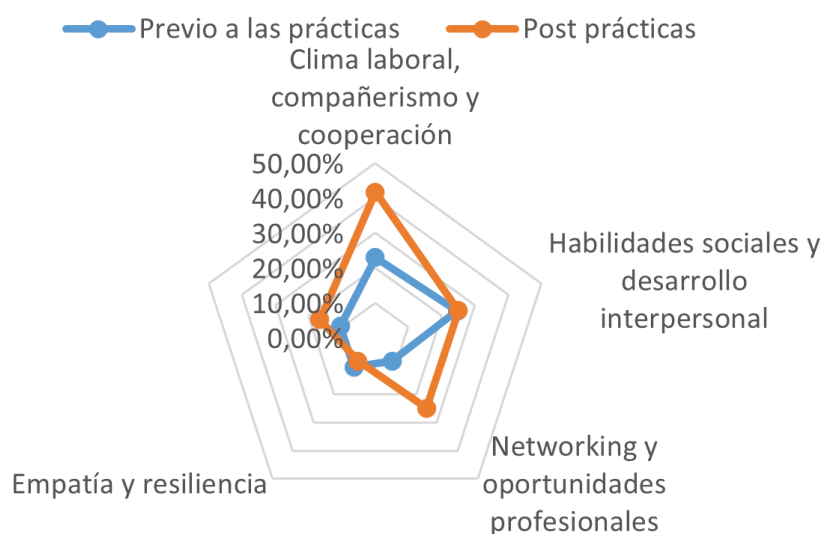 Previo a las prácticas
Post prácticas
Clima laboral,
compañerismo y
cooperación
50,00%
40,00%
30,00%
20,00%
10,00%
0,00%
Habilidades sociales y
desarrollo
interpersonal
Networking y
oportunidades
profesionales
Empatía y resiliencia